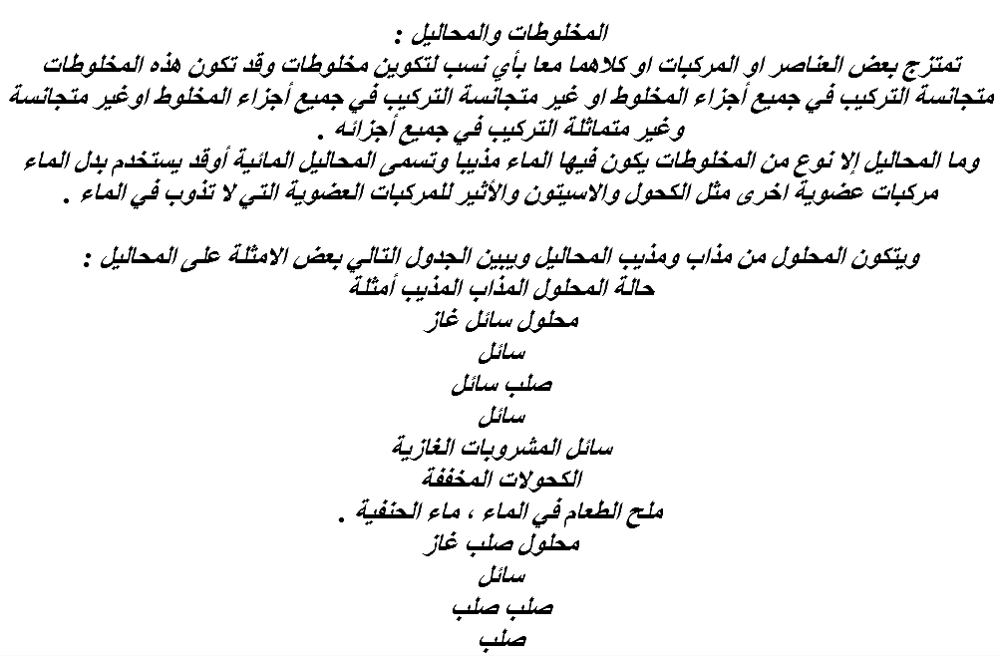 المخلوطات والمحاليل :
تمتزج بعض العناصر او المركبات او كلاهما معا بأي نسب لتكوين مخلوطات وقد تكون هذه المخلوطات
متجانسة التركيب في جميع أجزاء المخلوط او غير متجانسة التركيب في جميع أجزاء المخلوط اوغير متجانسة
وغير متماثلة التركيب في جميع أجزائه .
وما المحاليل إلا نوع من المخلوطات يكون فيها الماء مذيبا وتسمى المحاليل المائية أوقد يستخدم بدل الماء
مركبات عضوية اخرى مثل الكحول والاسيتون والأثير للمركبات العضوية التي لا تذوب في الماء .
ويتكون المحلول من مذاب ومذيب المحاليل ويبين الجدول التالي بعض الامثلة على المحاليل :
حالة المحلول المذاب المذيب أمثلة
محلول سائل غاز
سائل
صلب سائل
سائل
سائل المشروبات الغازية
الكحولات المخففة
ملح الطعام في الماء ، ماء الحنفية .
محلول صلب غاز
سائل
صلب صلب
صلب